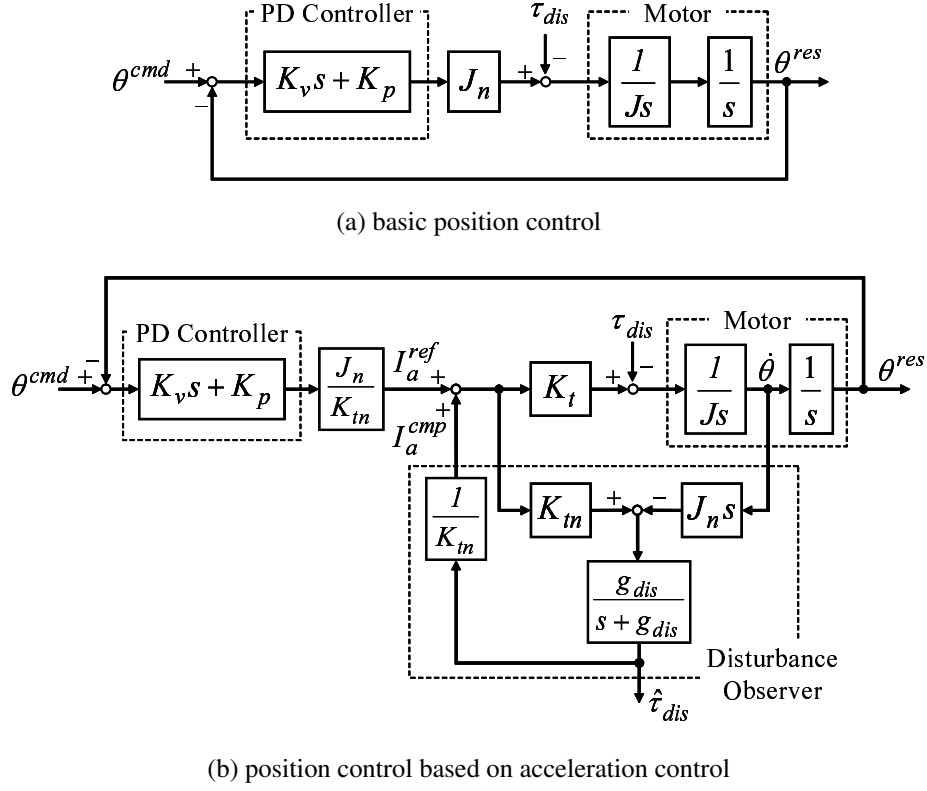 PD Controller
τ_dis
Motor
θ^cmd + −
K_v s + K_p
J_n
+ −
1/Js
1/s
θ^res
(a) basic position control
PD Controller
τ_dis
Motor
θ^cmd + −
K_v s + K_p
J_n/K_tn
I_a^ref +
K_t
+ −
1/Js
θ̇
1/s
θ^res
I_a^cmp +
1/K_tn
K_tn
+ −
J_n s
g_dis/(s + g_dis)
Disturbance
Observer
τ̂_dis
(b) position control based on acceleration control